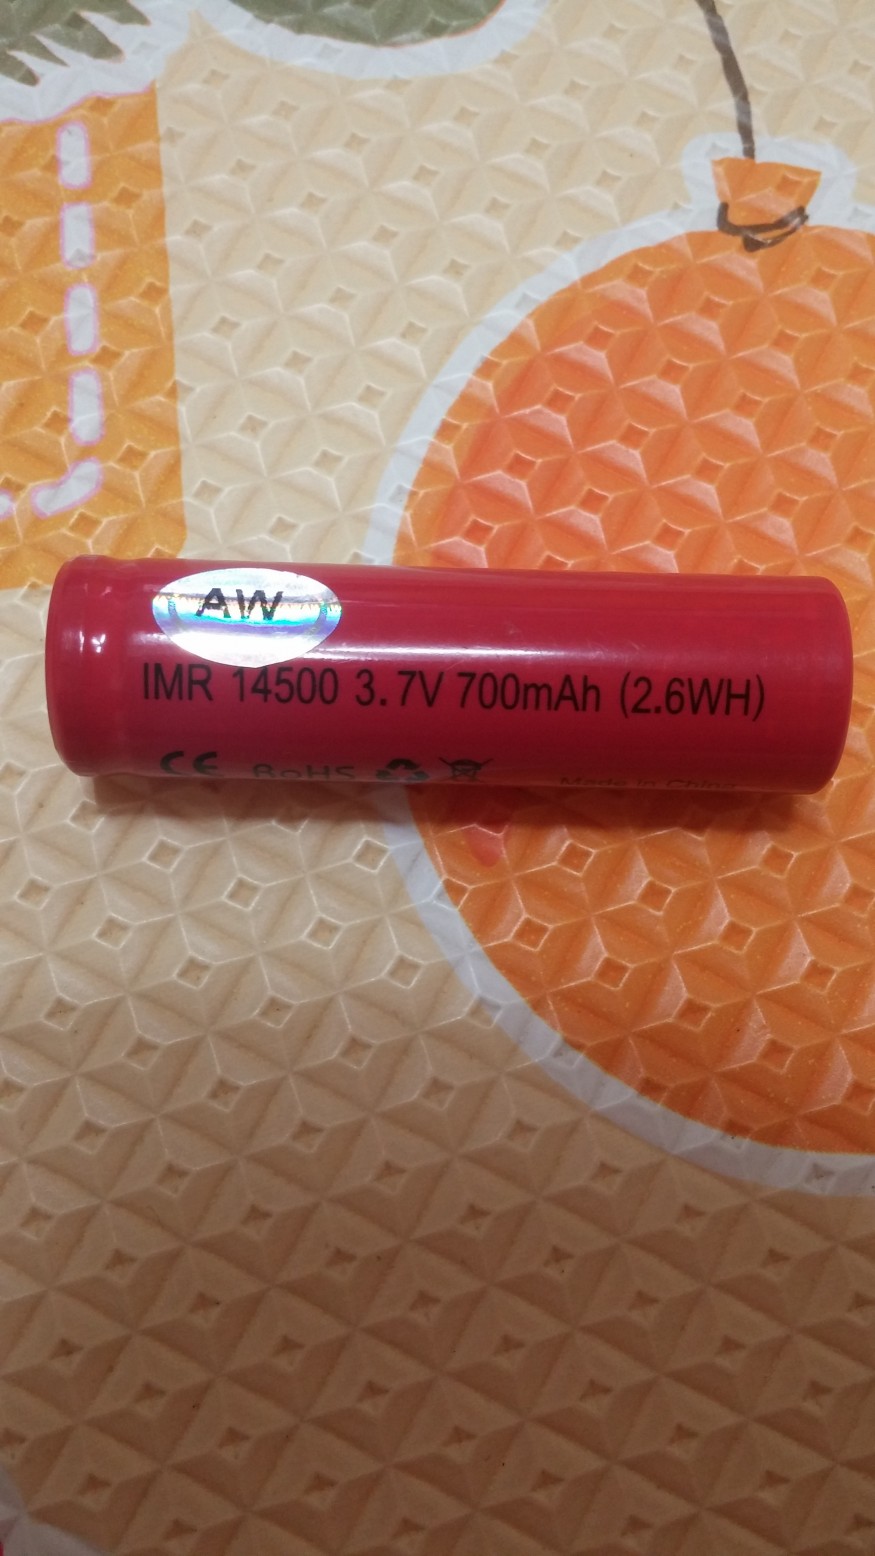 AW
IMR 14500 3.7V 700mAh (2.6WH)
CE RoHS
Made in China